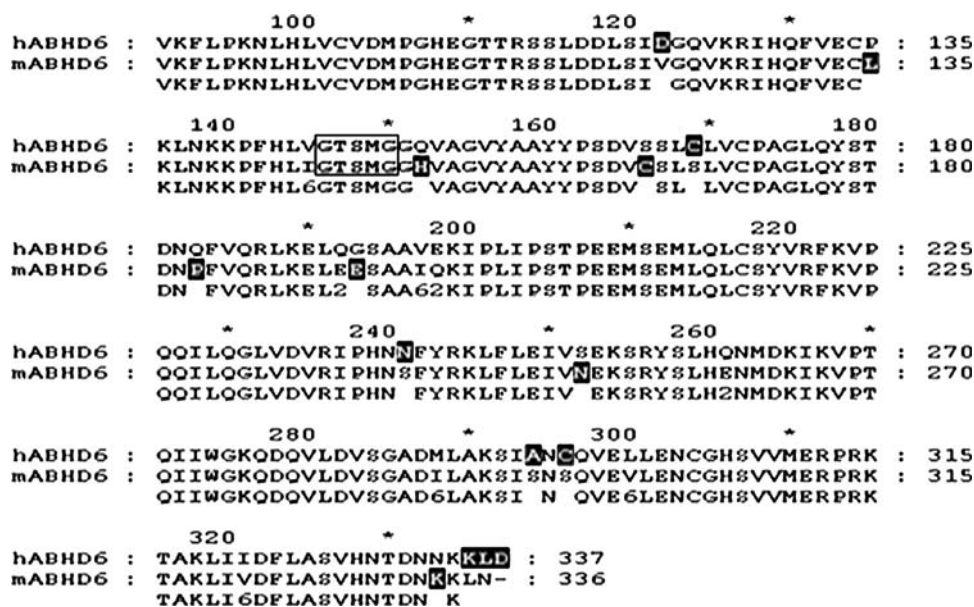 100 * 120 *
hABHD6 : VKFLPKNLHLVCVDMPGHEGTTRSSLDDLSIDGQVKRIHQFVECP : 135
mABHD6 : VKFLPKNLHLVCVDMPGHEGTTRSSLDDLSIVGQVKRIHQFVECL : 135
VKFLPKNLHLVCVDMPGHEGTTRSSLDDLSI GQVKRIHQFVEC
140 * 160 * 180
hABHD6 : KLNKKPFHLVGTSMGGQVAGVYAAYYPSDVSSLCLVCPAGLQYST : 180
mABHD6 : KLNKKPFHLIGTSMGGHVAGVYAAYYPSDVCSLSLVCPAGLQYST : 180
KLNKKPFHL6GTSMGG VAGVYAAYYPSDV SL LVCPAGLQYST
* 200 * 220
hABHD6 : DNQFVQRLKELQGSAAVEKIPLIPSTPEEMSEMLQLCSYVRFKVP : 225
mABHD6 : DNPFVQRLKELEESAAIQKIPLIPSTPEEMSEMLQLCSYVRFKVP : 225
DN FVQRLKEL2 SAA62KIPLIPSTPEEMSEMLQLCSYVRFKVP
* 240 * 260 *
hABHD6 : QQILQGLVDVRIPHNNFYRKLFLEIVSEKSRYSLHQNMDKIKVPT : 270
mABHD6 : QQILQGLVDVRIPHNSFYRKLFLEIVNEKSRYSLHENMDKIKVPT : 270
QQILQGLVDVRIPHN FYRKLFLEIV EKSRYSLH2NMDKIKVPT
280 * 300 *
hABHD6 : QIIWGKQDQVLDVSGADMLAKSIANCQVELLENCGHSVVMERPRK : 315
mABHD6 : QIIWGKQDQVLDVSGADILAKSISNSQVEVLENCGHSVVMERPRK : 315
QIIWGKQDQVLDVSGAD6LAKSI N QVE6LENCGHSVVMERPRK
320 *
hABHD6 : TAKLIIDFLASVHNTDNNKKLD : 337
mABHD6 : TAKLIVDFLASVHNTDNKKLN- : 336
TAKLI6DFLASVHNTDN K